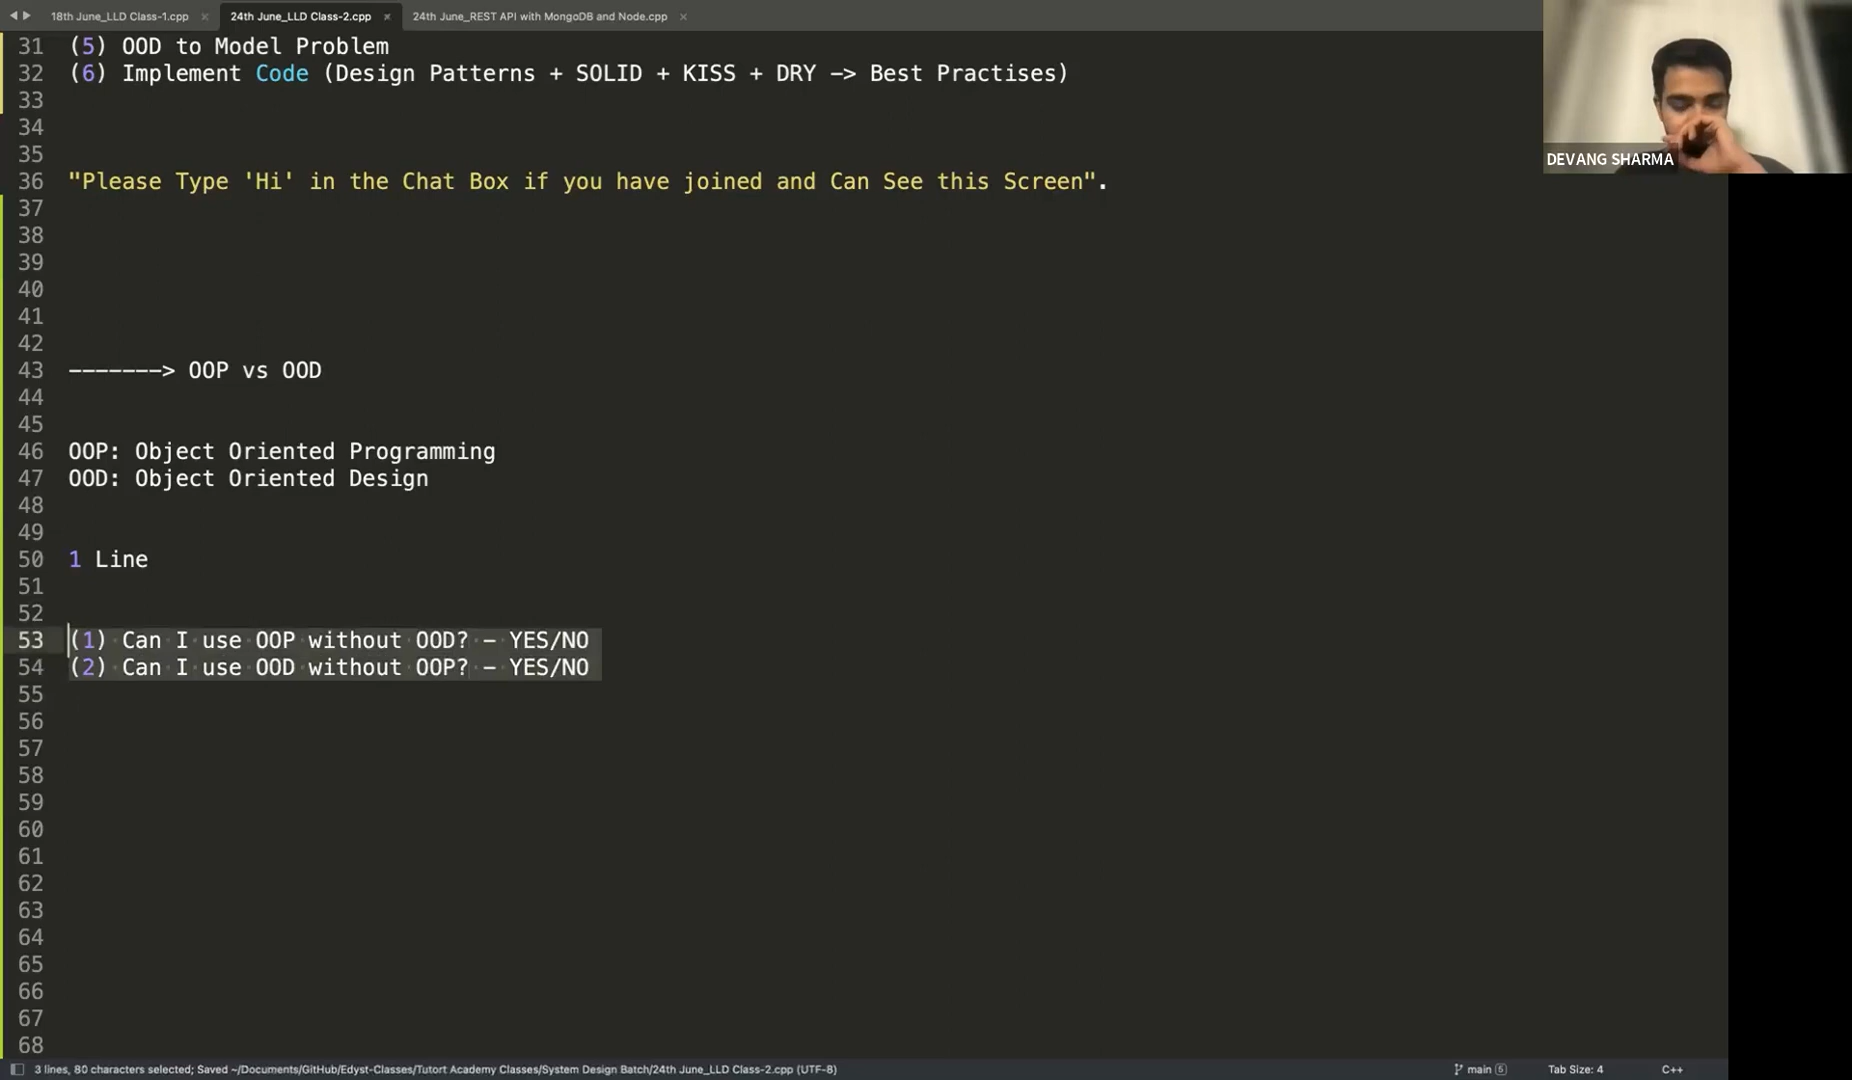 18th June_LLD Class-1.cpp × 24th June_LLD Class-2.cpp × 24th June_REST API with MongoDB and Node.cpp ×
31 (5) OOD to Model Problem
32 (6) Implement Code (Design Patterns + SOLID + KISS + DRY -> Best Practises)
33
34
35
36 "Please Type 'Hi' in the Chat Box if you have joined and Can See this Screen".
37
38
39
40
41
42
43 -------> OOP vs OOD
44
45
46 OOP: Object Oriented Programming
47 OOD: Object Oriented Design
48
49
50 1 Line
51
52
53 (1) Can I use OOP without OOD? - YES/NO
54 (2) Can I use OOD without OOP? - YES/NO
55
56
57
58
59
60
61
62
63
64
65
66
67
68
DEVANG SHARMA
3 lines, 80 characters selected; Saved ~/Documents/GitHub/Edyst-Classes/Tutort Academy Classes/System Design Batch/24th June_LLD Class-2.cpp (UTF-8) main 5 Tab Size: 4 C++